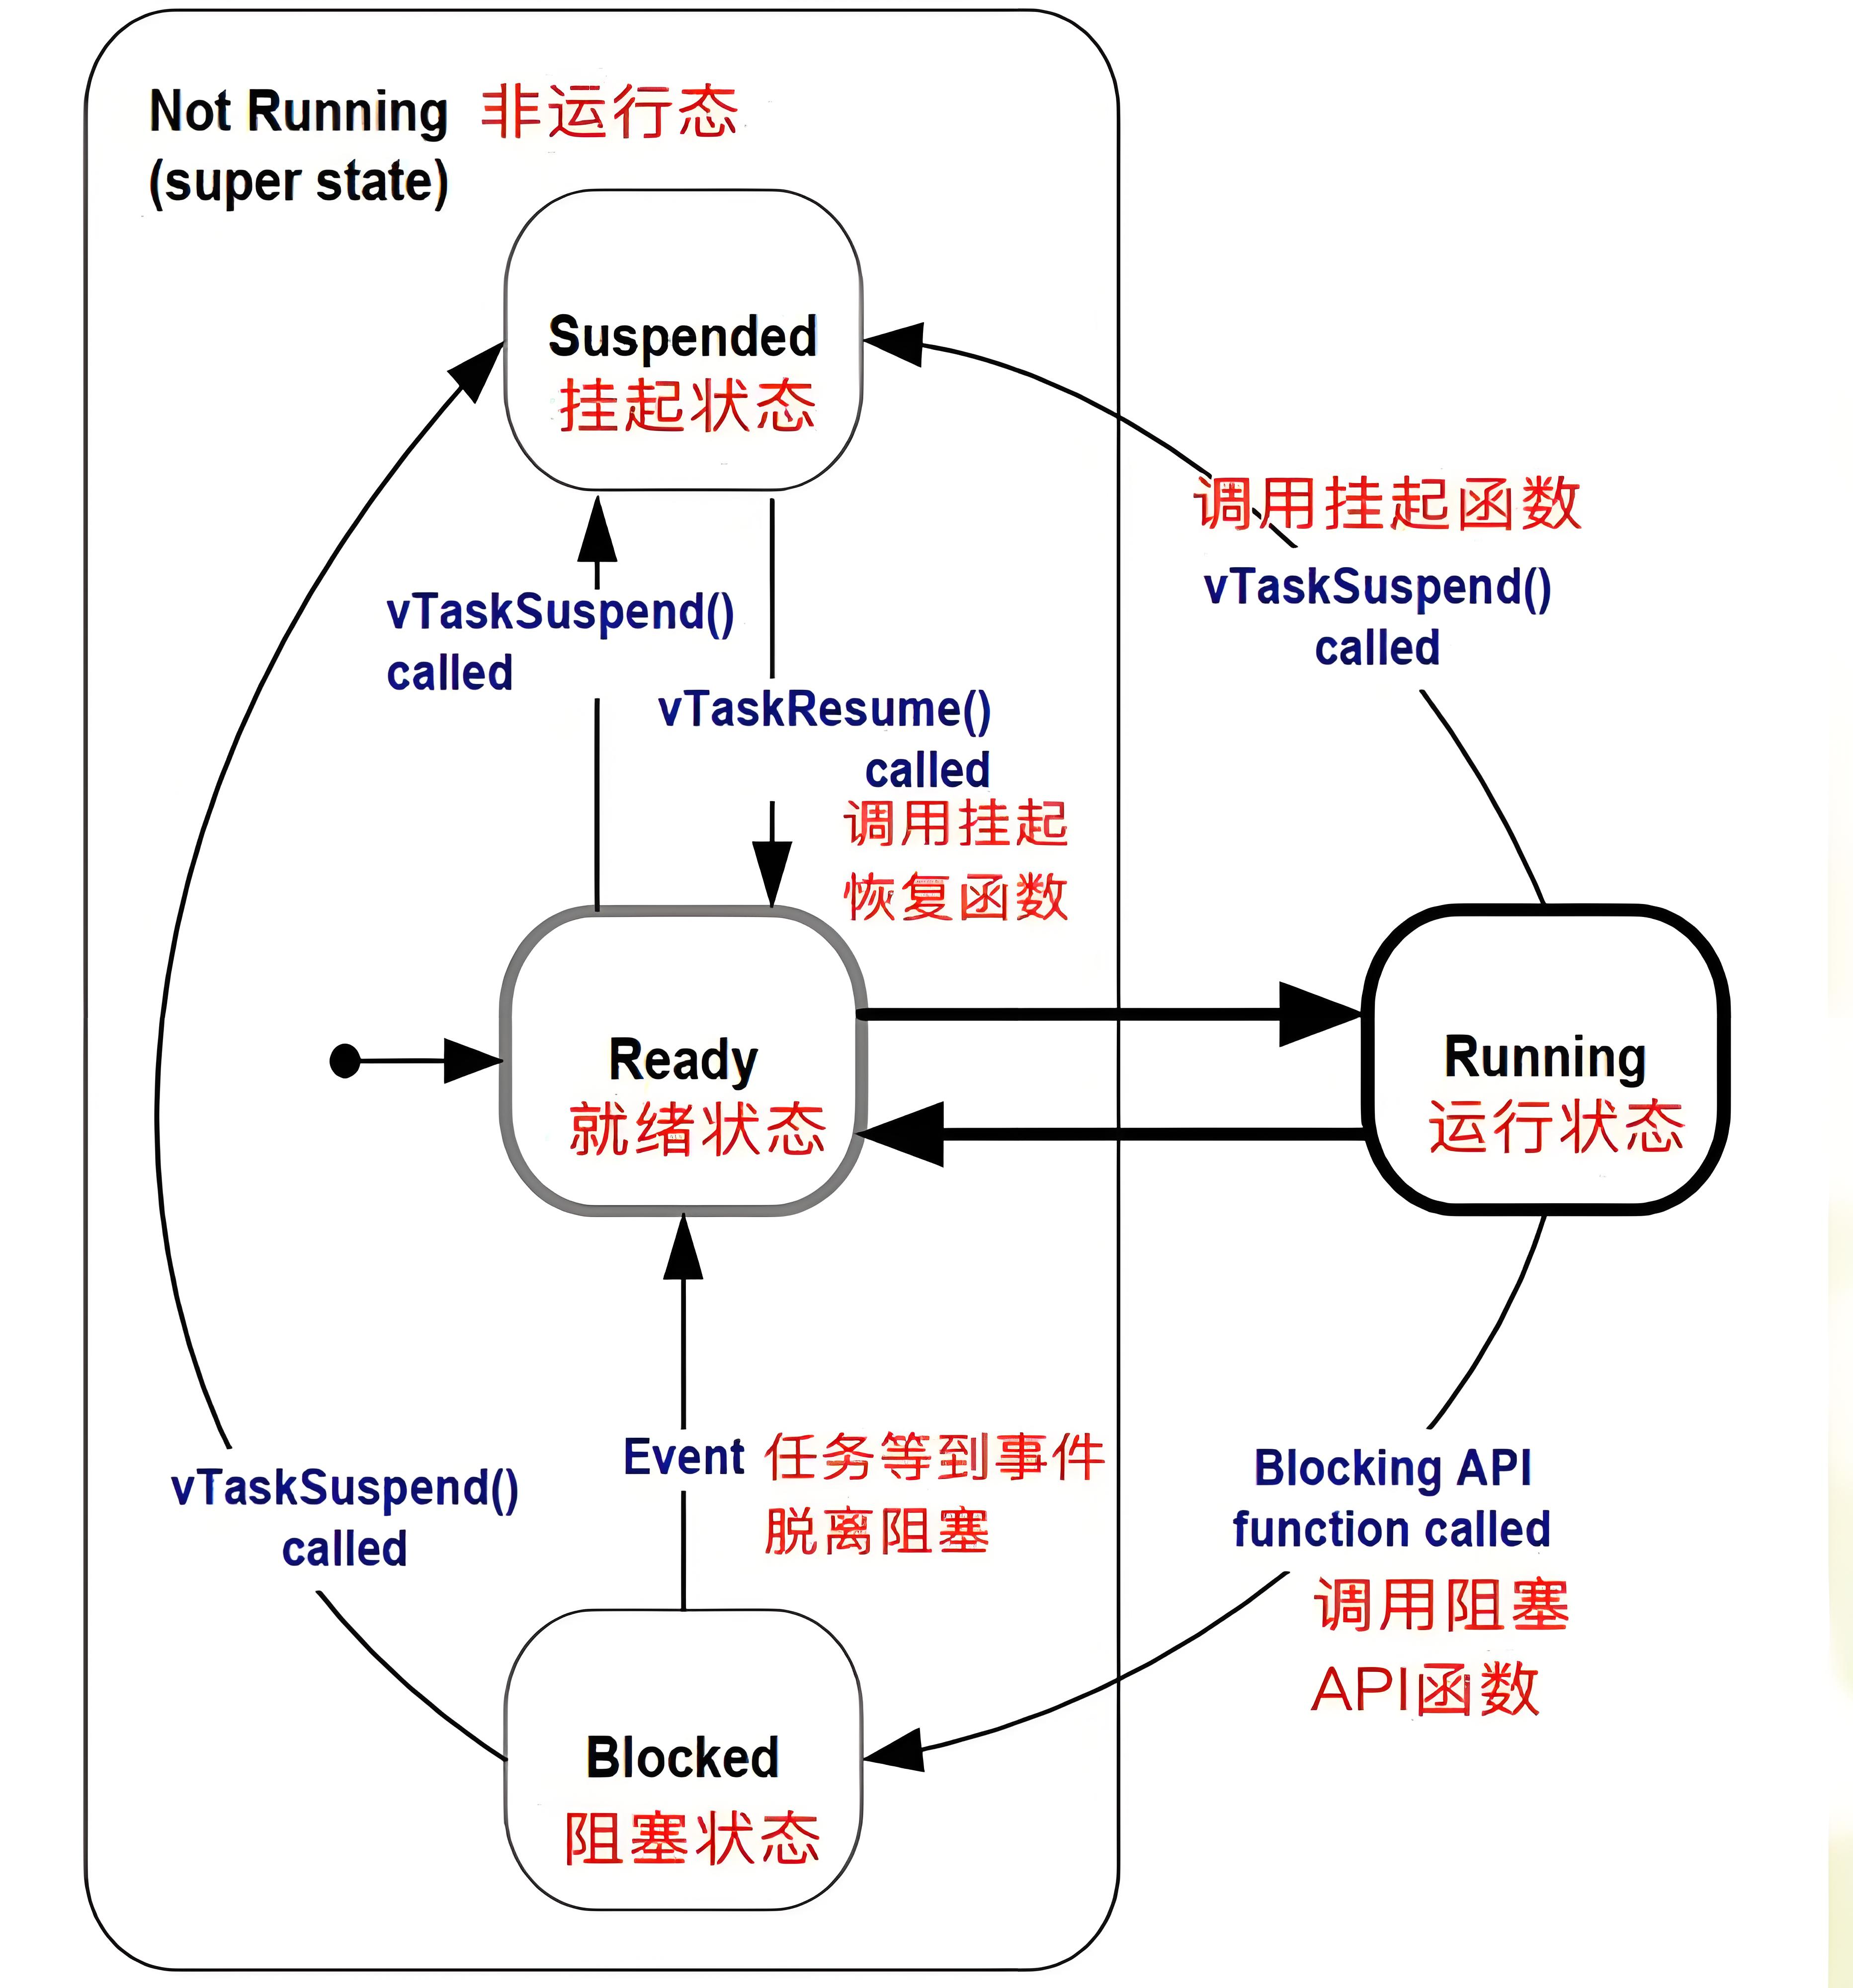 Not Running 非运行态
(super state)
Suspended
挂起状态
调用挂起函数
vTaskSuspend()
called
vTaskSuspend()
called
vTaskResume()
called
调用挂起
恢复函数
Ready
就绪状态
Running
运行状态
Event 任务等到事件
脱离阻塞
vTaskSuspend()
called
Blocking API
function called
调用阻塞
API函数
Blocked
阻塞状态